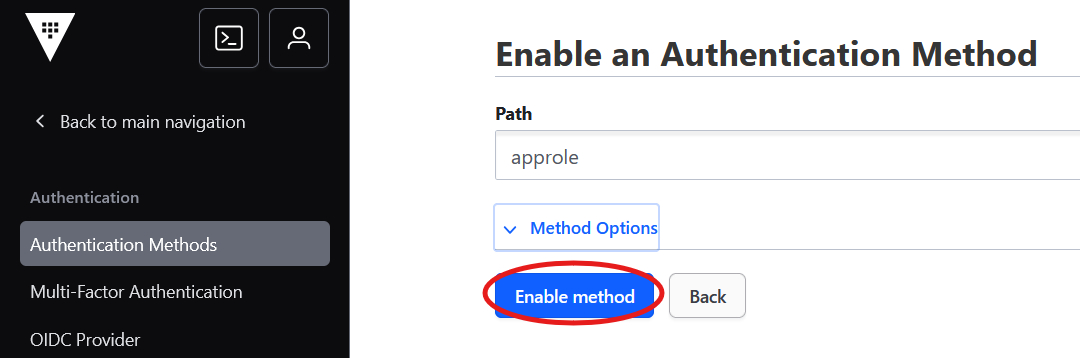 Back to main navigation
Authentication
Authentication Methods
Multi-Factor Authentication
OIDC Provider
Enable an Authentication Method
Path
approle
Method Options
Enable method
Back